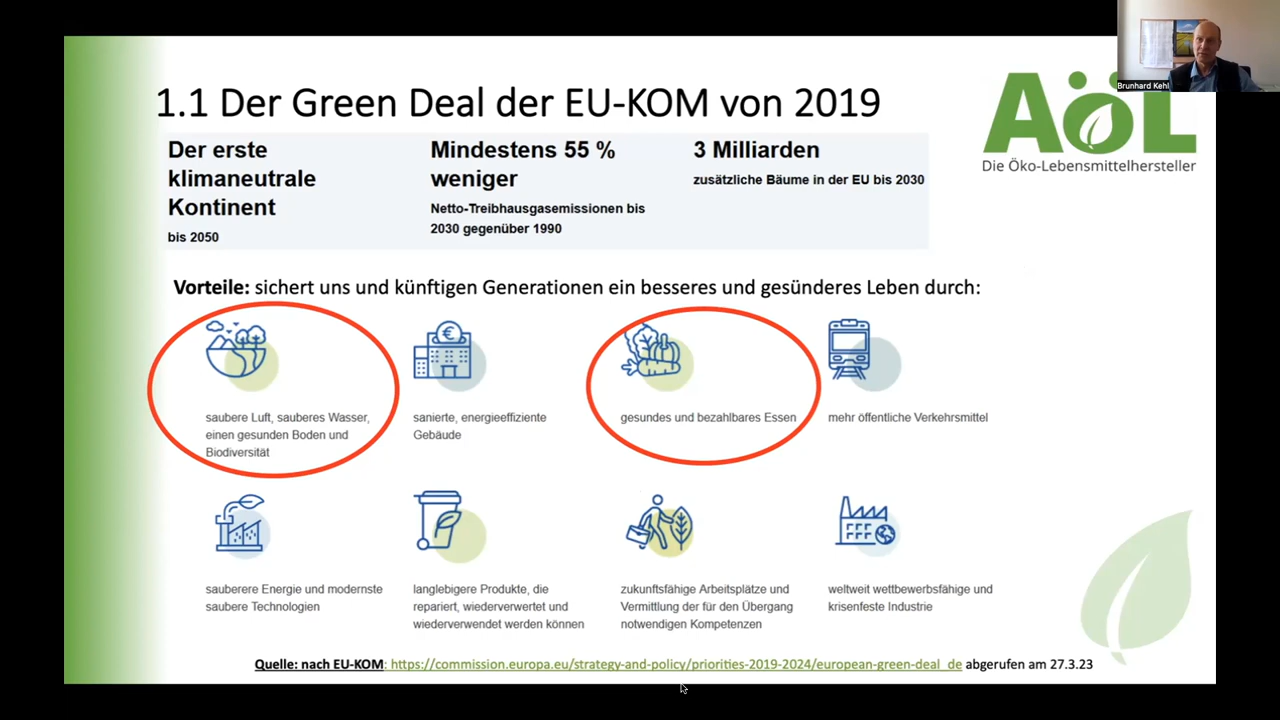 Brunhard Kehl
AÖL
Die Öko-Lebensmittelhersteller
1.1 Der Green Deal der EU-KOM von 2019
Der erste
klimaneutrale
Kontinent
bis 2050
Mindestens 55 %
weniger
Netto-Treibhausgasemissionen bis
2030 gegenüber 1990
3 Milliarden
zusätzliche Bäume in der EU bis 2030
Vorteile: sichert uns und künftigen Generationen ein besseres und gesünderes Leben durch:
saubere Luft, sauberes Wasser,
einen gesunden Boden und
Biodiversität
sanierte, energieeffiziente
Gebäude
gesundes und bezahlbares Essen
mehr öffentliche Verkehrsmittel
sauberere Energie und modernste
saubere Technologien
langlebigere Produkte, die
repariert, wiederverwertet und
wiederverwendet werden können
zukunftsfähige Arbeitsplätze und
Vermittlung der für den Übergang
notwendigen Kompetenzen
weltweit wettbewerbsfähige und
krisenfeste Industrie
Quelle: nach EU-KOM: https://commission.europa.eu/strategy-and-policy/priorities-2019-2024/european-green-deal_de abgerufen am 27.3.23